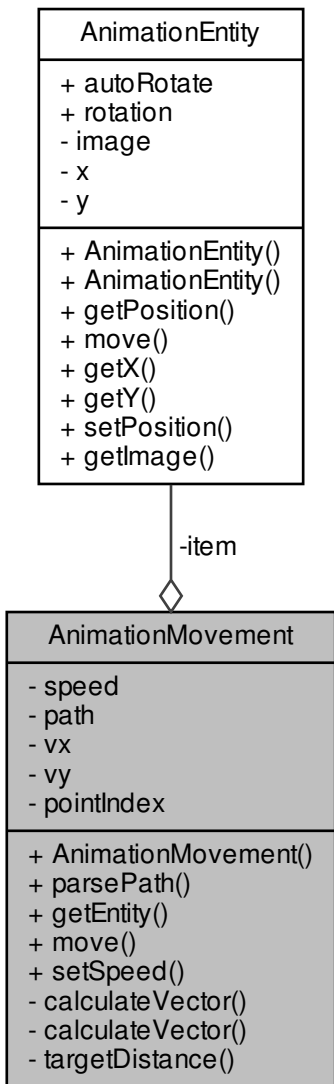 AnimationEntity
+ autoRotate
+ rotation
- image
- x
- y
+ AnimationEntity()
+ AnimationEntity()
+ getPosition()
+ move()
+ getX()
+ getY()
+ setPosition()
+ getImage()
-item
AnimationMovement
- speed
- path
- vx
- vy
- pointIndex
+ AnimationMovement()
+ parsePath()
+ getEntity()
+ move()
+ setSpeed()
- calculateVector()
- calculateVector()
- targetDistance()